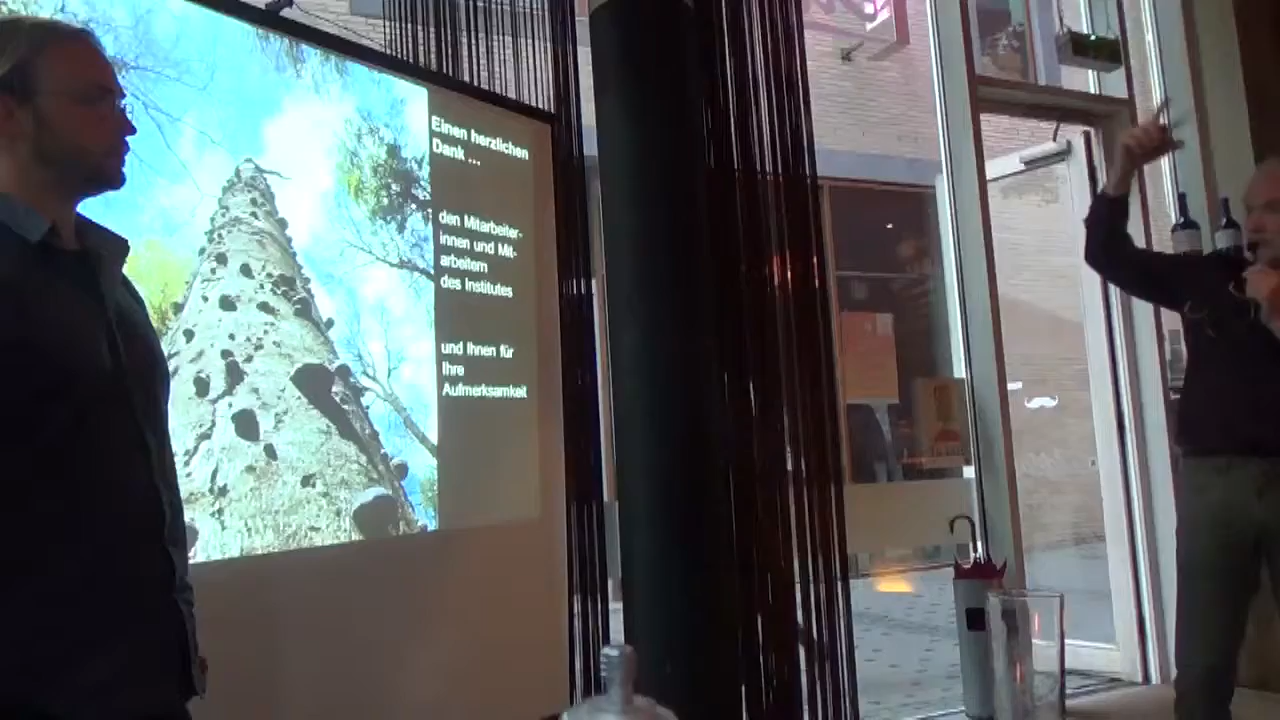 Einen herzlichen
Dank ...
den Mitarbeiter-
innen und Mit-
arbeitern
des Institutes
und Ihnen für
Ihre
Aufmerksamkeit